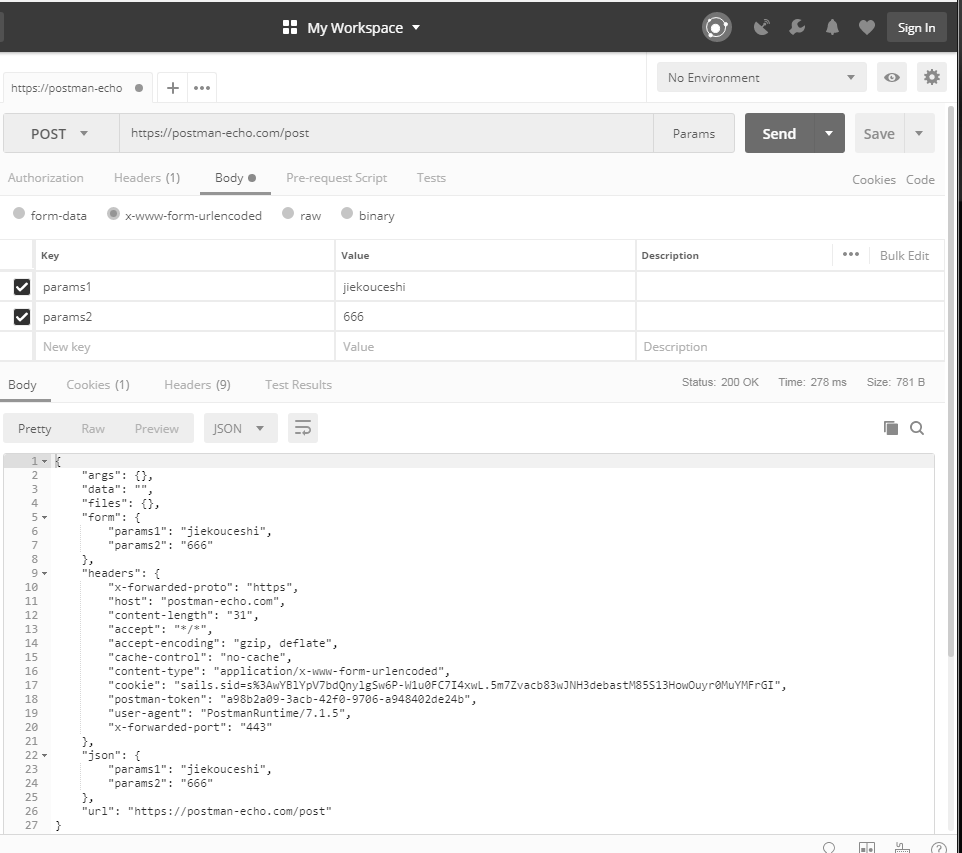 My Workspace
Sign In
https://postman-echo
No Environment
POST https://postman-echo.com/post Params Send Save
Authorization Headers (1) Body Pre-request Script Tests Cookies Code
form-data x-www-form-urlencoded raw binary
Key Value Description Bulk Edit
params1 jiekouceshi
params2 666
New key Value Description
Body Cookies (1) Headers (9) Test Results Status: 200 OK Time: 278 ms Size: 781 B
Pretty Raw Preview JSON
1 {
2 "args": {},
3 "data": "",
4 "files": {},
5 "form": {
6 "params1": "jiekouceshi",
7 "params2": "666"
8 },
9 "headers": {
10 "x-forwarded-proto": "https",
11 "host": "postman-echo.com",
12 "content-length": "31",
13 "accept": "*/*",
14 "accept-encoding": "gzip, deflate",
15 "cache-control": "no-cache",
16 "content-type": "application/x-www-form-urlencoded",
17 "cookie": "sails.sid=s%3AwYBlYpV7bdQnylgSw6P-W1u0FC7I4xwL.5m7Zvacb83wJNH3debastM85S13HowOuyr0MuYMFrGI",
18 "postman-token": "a98b2a09-3acb-42f0-9706-a948402de24b",
19 "user-agent": "PostmanRuntime/7.1.5",
20 "x-forwarded-port": "443"
21 },
22 "json": {
23 "params1": "jiekouceshi",
24 "params2": "666"
25 },
26 "url": "https://postman-echo.com/post"
27 }